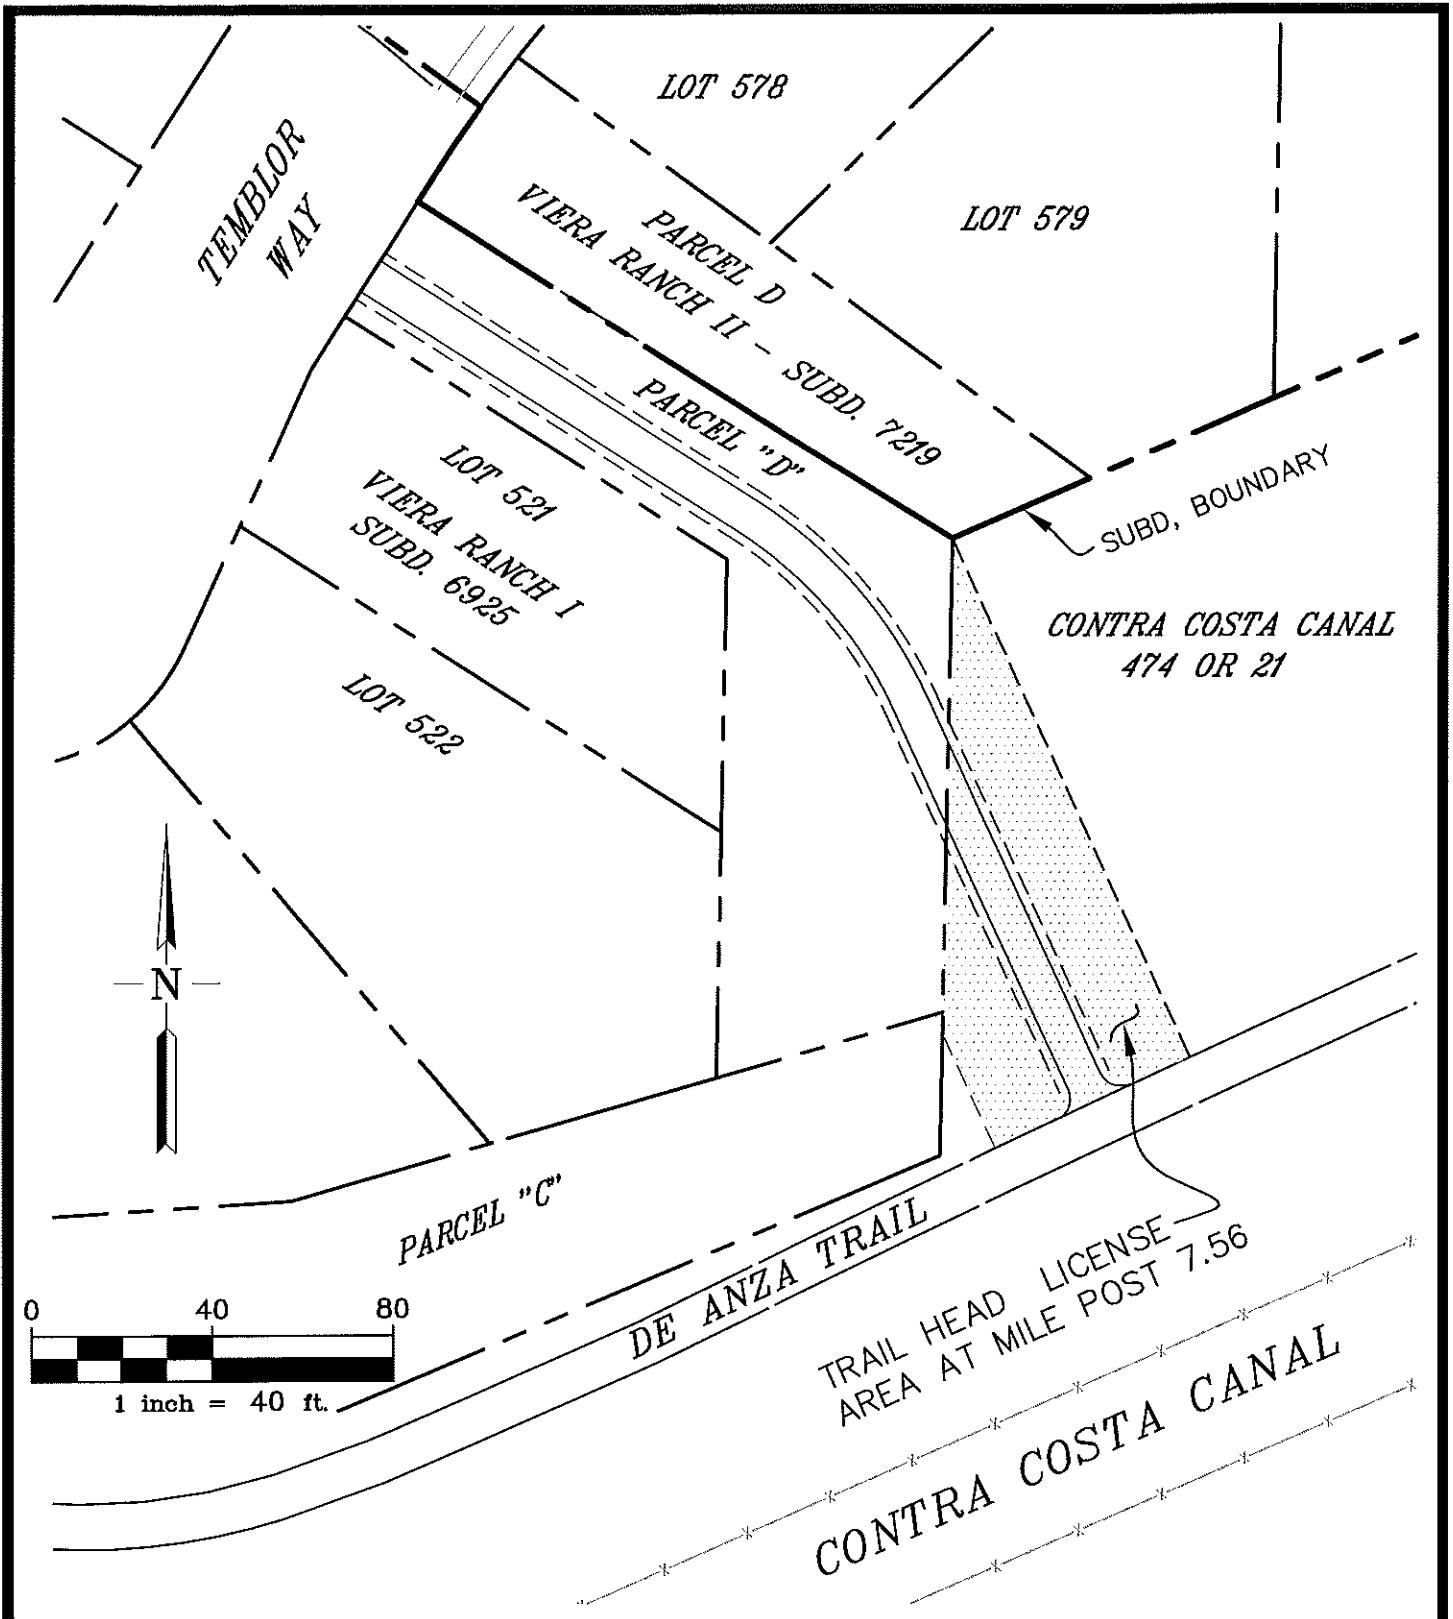 LOT 578
TEMBLOR
WAY
LOT 579
PARCEL D
VIERA RANCH II - SUBD. 7219
PARCEL "D"
LOT 521
VIERA RANCH I
SUBD. 6925
SUBD, BOUNDARY
CONTRA COSTA CANAL
474 OR 21
LOT 522
N
PARCEL "C"
DE ANZA TRAIL
TRAIL HEAD LICENSE
AREA AT MILE POST 7.56
0 40 80
1 inch = 40 ft.
CONTRA COSTA CANAL